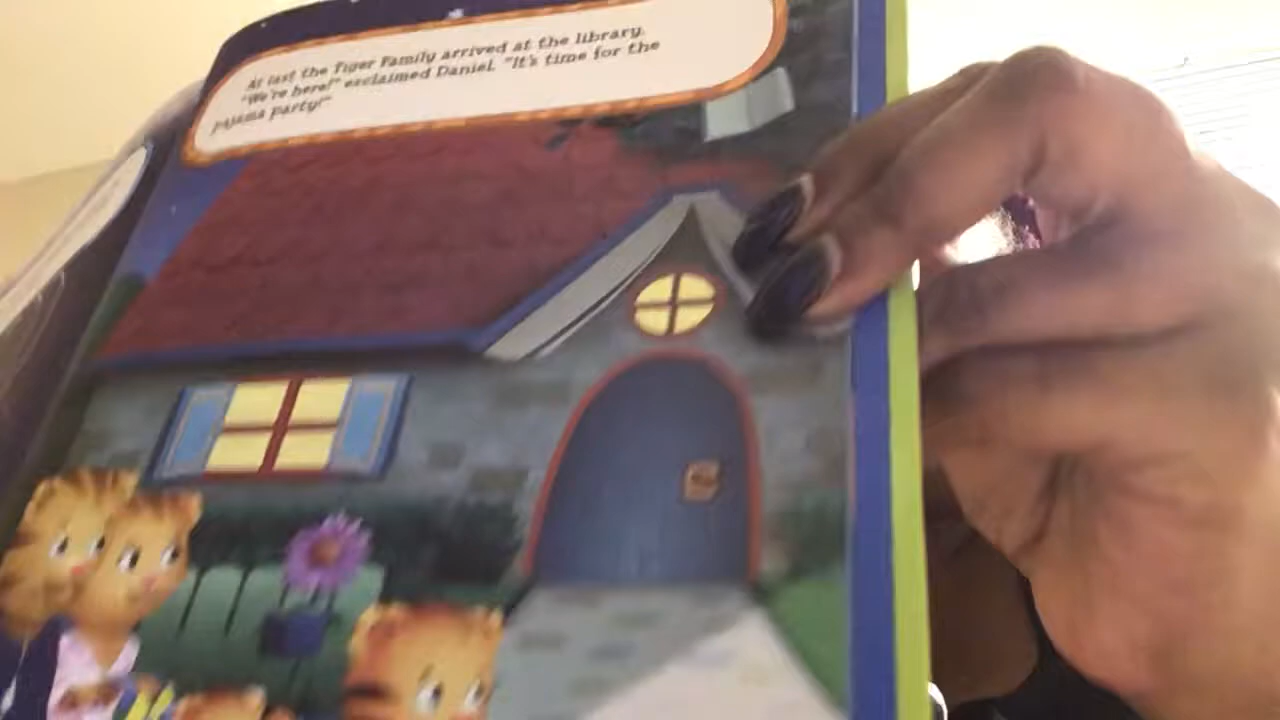 At last the Tiger Family arrived at the library.
"We're here!" exclaimed Daniel. "It's time for the
pajama party!"